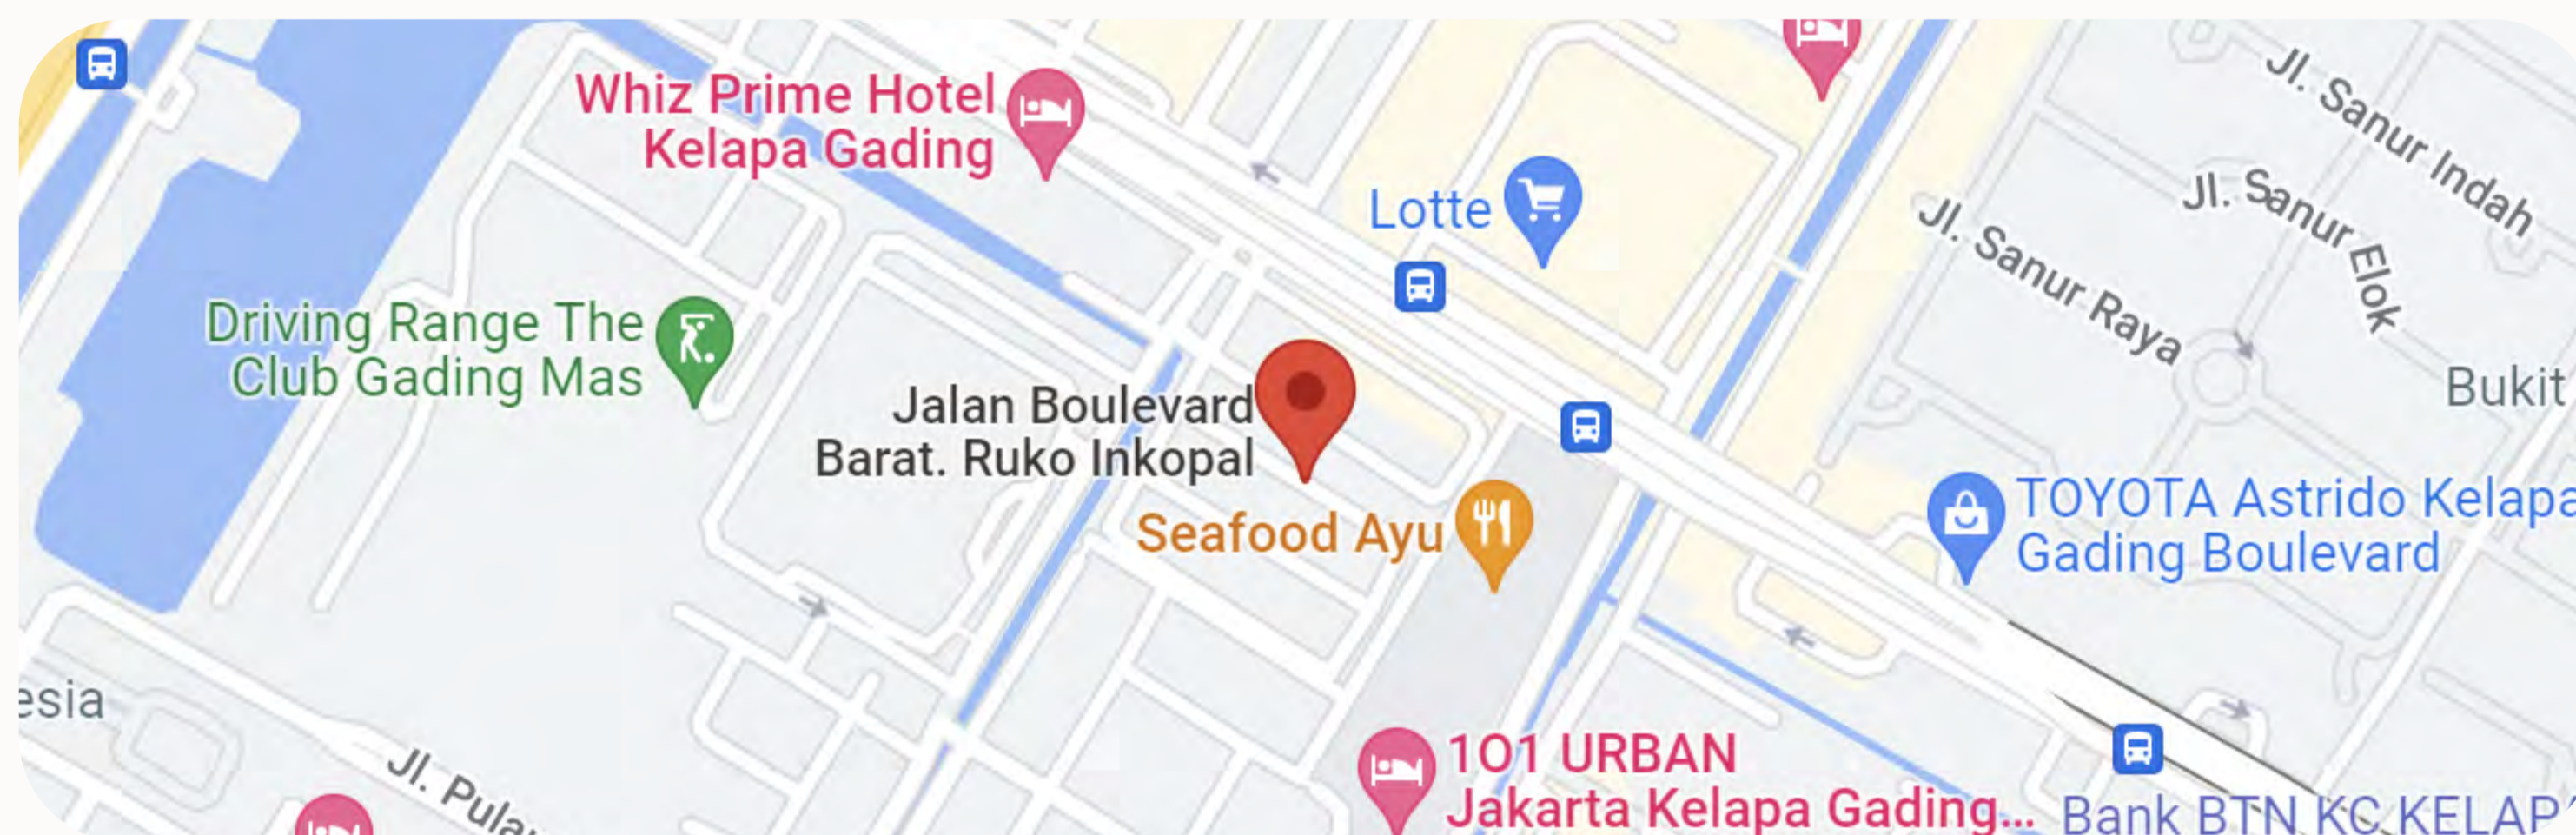 Whiz Prime Hotel
Kelapa Gading
Lotte
Jl. Sanur Indah
Jl. Sanur Elok
Jl. Sanur Raya
Driving Range The
Club Gading Mas
Jalan Boulevard
Barat. Ruko Inkopal
Bukit
Seafood Ayu
TOYOTA Astrido Kelapa
Gading Boulevard
esia
Jl. Pula
1O1 URBAN
Jakarta Kelapa Gading...
Bank BTN KC KELAP